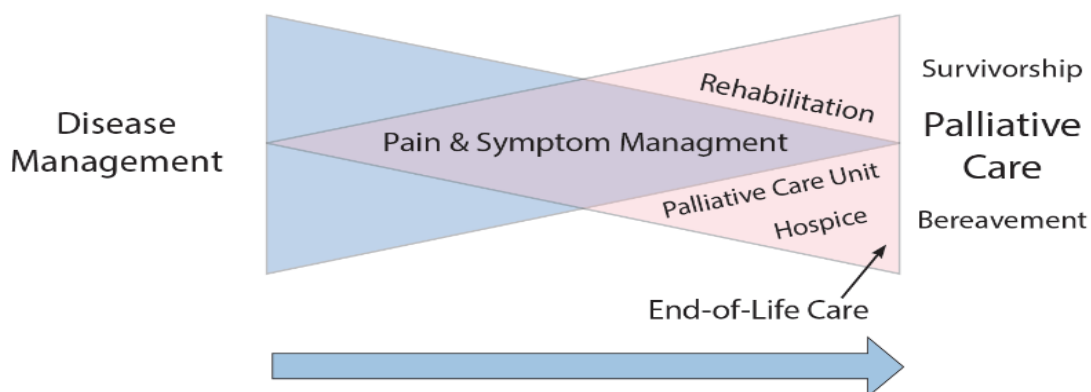 Disease
Management
Pain & Symptom Managment
Rehabilitation
Palliative Care Unit
Hospice
End-of-Life Care
Survivorship
Palliative
Care
Bereavement